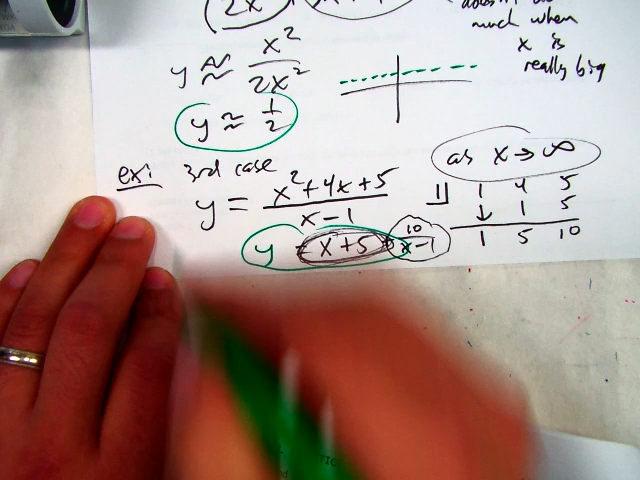 2x
much when
x is
really big
y ≈ x²/2x²
y ≈ 1/2
ex: 3rd case
as x → ∞
y = x²+4x+5/x-1
1 1 4 5
↓ 1 5
1 5 10
y = x+5 + 10/x-1